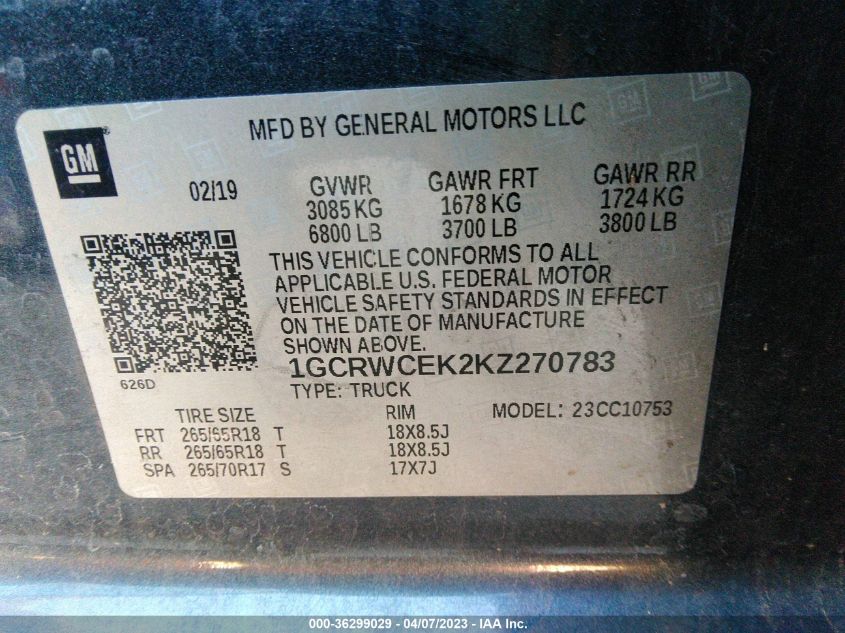 MFD BY GENERAL MOTORS LLC
GM
02/19
GVWR GAWR FRT GAWR RR
3085 KG 1678 KG 1724 KG
6800 LB 3700 LB 3800 LB
THIS VEHICLE CONFORMS TO ALL
APPLICABLE U.S. FEDERAL MOTOR
VEHICLE SAFETY STANDARDS IN EFFECT
ON THE DATE OF MANUFACTURE
SHOWN ABOVE.
1GCRWCEK2KZ270783
626D
TYPE: TRUCK
TIRE SIZE RIM MODEL: 23CC10753
FRT 265/65R18 T 18X8.5J
RR 265/65R18 T 18X8.5J
SPA 265/70R17 S 17X7J
000-36299029 - 04/07/2023 - IAA Inc.